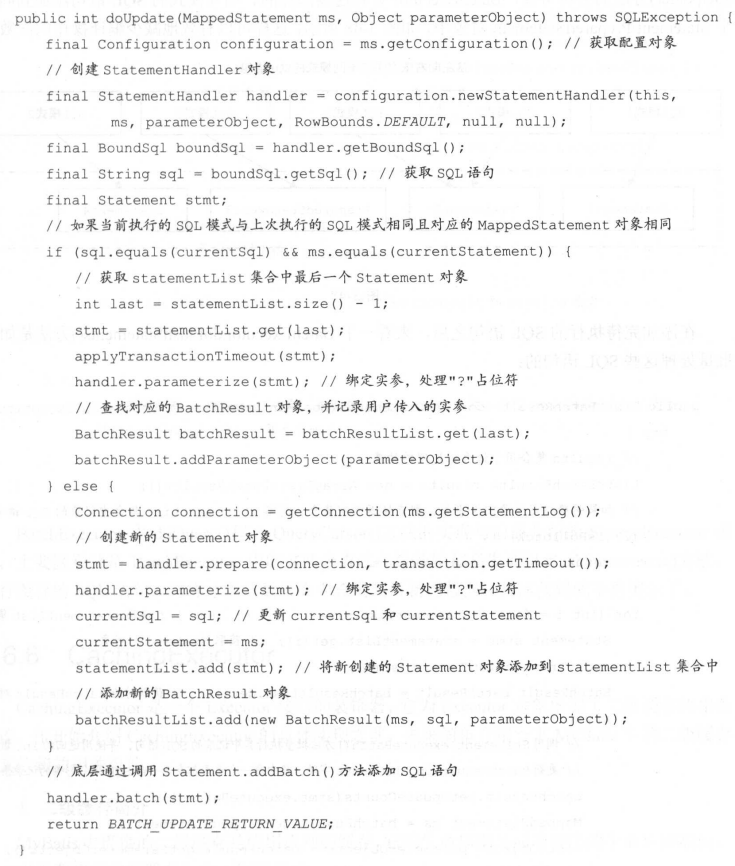 public int doUpdate(MappedStatement ms, Object parameterObject) throws SQLException {
final Configuration configuration = ms.getConfiguration(); // 获取配置对象
// 创建 StatementHandler 对象
final StatementHandler handler = configuration.newStatementHandler(this,
ms, parameterObject, RowBounds.DEFAULT, null, null);
final BoundSql boundSql = handler.getBoundSql();
final String sql = boundSql.getSql(); // 获取 SQL 语句
final Statement stmt;
// 如果当前执行的 SQL 模式与上次执行的 SQL 模式相同且对应的 MappedStatement 对象相同
if (sql.equals(currentSql) && ms.equals(currentStatement)) {
// 获取 statementList 集合中最后一个 Statement 对象
int last = statementList.size() - 1;
stmt = statementList.get(last);
applyTransactionTimeout(stmt);
handler.parameterize(stmt); // 绑定实参，处理"?"占位符
// 查找对应的 BatchResult 对象，并记录用户传入的实参
BatchResult batchResult = batchResultList.get(last);
batchResult.addParameterObject(parameterObject);
} else {
Connection connection = getConnection(ms.getStatementLog());
// 创建新的 Statement 对象
stmt = handler.prepare(connection, transaction.getTimeout());
handler.parameterize(stmt); // 绑定实参，处理"?"占位符
currentSql = sql; // 更新 currentSql 和 currentStatement
currentStatement = ms;
statementList.add(stmt); // 将新创建的 Statement 对象添加到 statementList 集合中
// 添加新的 BatchResult 对象
batchResultList.add(new BatchResult(ms, sql, parameterObject));
}
// 底层通过调用 Statement.addBatch()方法添加 SQL 语句
handler.batch(stmt);
return BATCH_UPDATE_RETURN_VALUE;
}